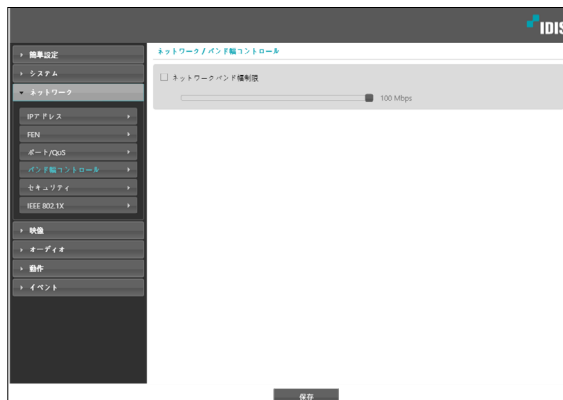 IDIS
簡単設定
ネットワーク / バンド幅コントロール
システム
ネットワークバンド幅制限
ネットワーク
100 Mbps
IPアドレス
FEN
ポート/QoS
バンド幅コントロール
セキュリティ
IEEE 802.1X
映像
オーディオ
動作
イベント
保存